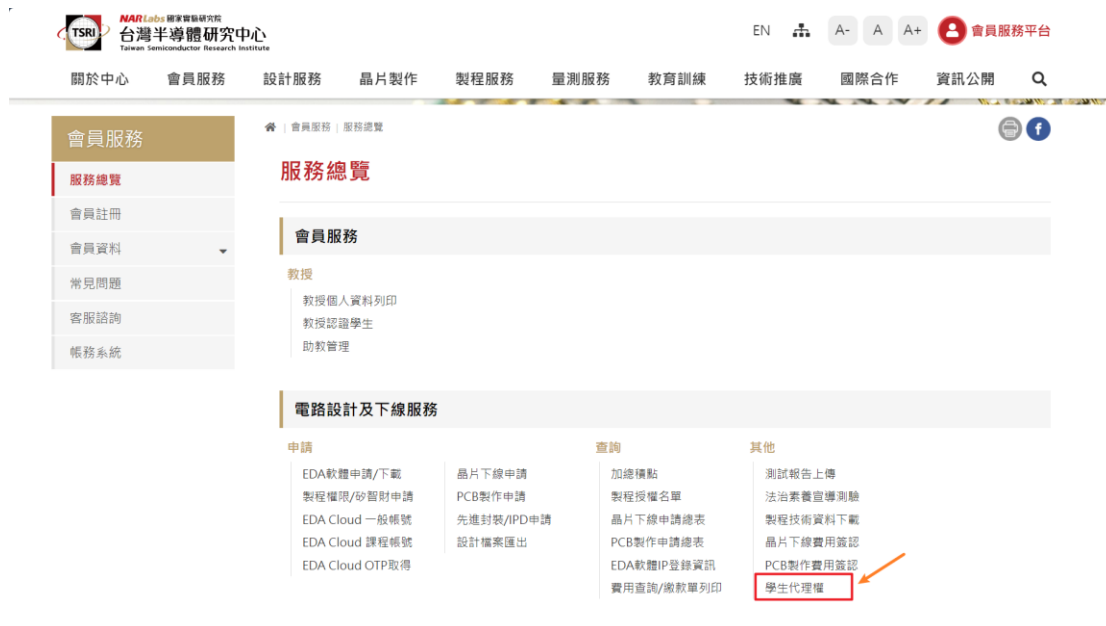 TSRI
NARLabs 國家實驗研究院
台灣半導體研究中心
Taiwan Semiconductor Research Institute
EN
A-
A
A+
會員服務平台
關於中心
會員服務
設計服務
晶片製作
製程服務
量測服務
教育訓練
技術推廣
國際合作
資訊公開
會員服務
服務總覽
會員註冊
會員資料
常見問題
客服諮詢
帳務系統
| 會員服務 | 服務總覽
f
服務總覽
會員服務
教授
教授個人資料列印
教授認證學生
助教管理
電路設計及下線服務
申請
EDA軟體申請/下載
製程權限/矽智財申請
EDA Cloud 一般帳號
EDA Cloud 課程帳號
EDA Cloud OTP取得
晶片下線申請
PCB製作申請
先進封裝/IPD申請
設計檔案匯出
查詢
加總積點
製程授權名單
晶片下線申請總表
PCB製作申請總表
EDA軟體IP登錄資訊
費用查詢/繳款單列印
其他
測試報告上傳
法治素養宣導測驗
製程技術資料下載
晶片下線費用簽認
PCB製作費用簽認
學生代理權